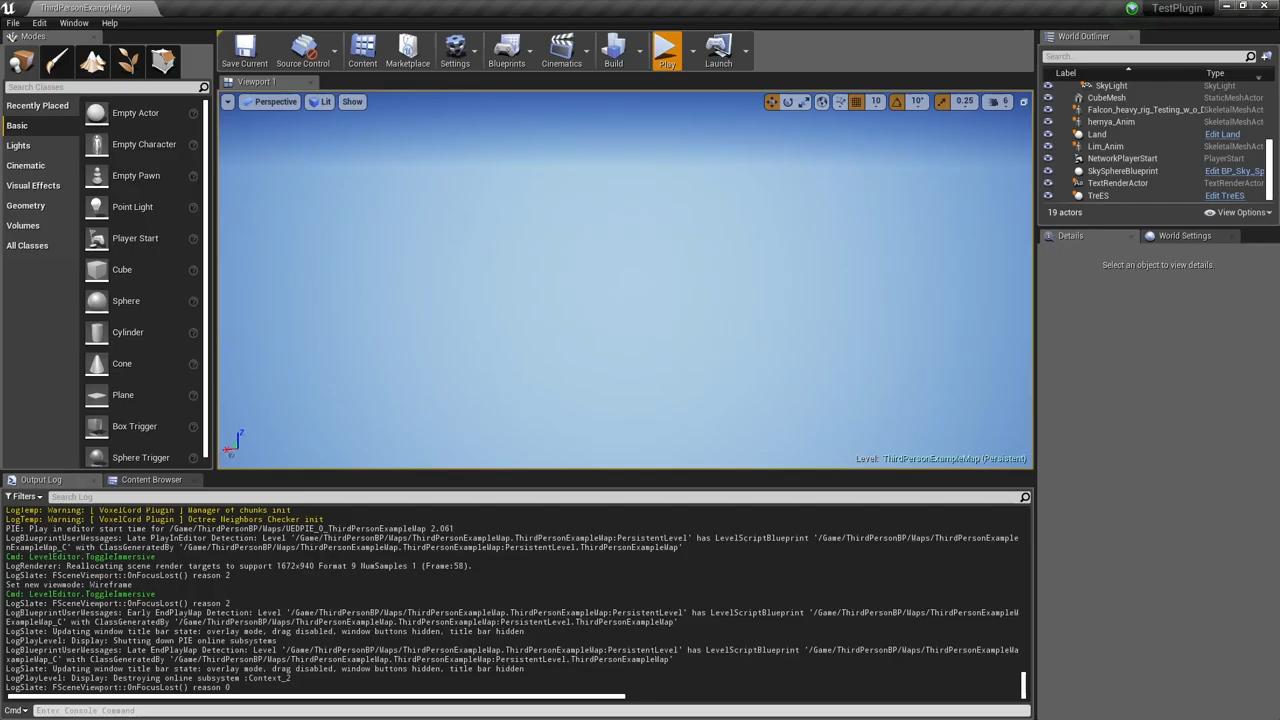 ThirdPersonExampleMap
TestPlugin
File Edit Window Help
Modes
Search Classes
Recently Placed
Basic
Lights
Cinematic
Visual Effects
Geometry
Volumes
All Classes
Empty Actor
Empty Character
Empty Pawn
Point Light
Player Start
Cube
Sphere
Cylinder
Cone
Plane
Box Trigger
Sphere Trigger
Save Current
Source Control
Content
Marketplace
Settings
Blueprints
Cinematics
Build
Play
Launch
Viewport 1
Perspective
Lit
Show
10
10°
0.25
6
Z
Level: ThirdPersonExampleMap (Persistent)
World Outliner
Search...
Label Type
SkyLight SkyLight
CubeMesh StaticMeshActor
Falcon_heavy_rig_Testing_w_o_D SkeletalMeshAct
hernya_Anim SkeletalMeshAct
Land Edit Land
Lim_Anim SkeletalMeshAct
NetworkPlayerStart PlayerStart
SkySphereBlueprint Edit BP_Sky_Sp
TextRenderActor TextRenderActor
TreES Edit TreES
19 actors
View Options
Details
World Settings
Select an object to view details.
Output Log
Content Browser
Filters
Search Log
LogTemp: Warning: [ VoxelCord Plugin ] Manager of chunks init
LogTemp: Warning: [ VoxelCord Plugin ] Octree Neighbors Checker init
PIE: Play in editor start time for /Game/ThirdPersonBP/Maps/UEDPIE_0_ThirdPersonExampleMap 2.061
LogBlueprintUserMessages: Late PlayInEditor Detection: Level '/Game/ThirdPersonBP/Maps/ThirdPersonExampleMap.ThirdPersonExampleMap:PersistentLevel' has LevelScriptBlueprint '/Game/ThirdPersonBP/Maps/ThirdPersonExample
nExampleMap_C' with ClassGeneratedBy '/Game/ThirdPersonBP/Maps/ThirdPersonExampleMap.ThirdPersonExampleMap:PersistentLevel.ThirdPersonExampleMap'
Cmd: LevelEditor.ToggleImmersive
LogRenderer: Reallocating scene render targets to support 1672x940 Format 9 NumSamples 1 (Frame:58).
LogSlate: FSceneViewport::OnFocusLost() reason 2
Set new viewmode: Wireframe
Cmd: LevelEditor.ToggleImmersive
LogSlate: FSceneViewport::OnFocusLost() reason 2
LogBlueprintUserMessages: Early EndPlayMap Detection: Level '/Game/ThirdPersonBP/Maps/ThirdPersonExampleMap.ThirdPersonExampleMap:PersistentLevel' has LevelScriptBlueprint '/Game/ThirdPersonBP/Maps/ThirdPersonExampleM
ExampleMap_C' with ClassGeneratedBy '/Game/ThirdPersonBP/Maps/ThirdPersonExampleMap.ThirdPersonExampleMap:PersistentLevel.ThirdPersonExampleMap'
LogSlate: Updating window title bar state: overlay mode, drag disabled, window buttons hidden, title bar hidden
LogPlayLevel: Display: Shutting down PIE online subsystems
LogBlueprintUserMessages: Late EndPlayMap Detection: Level '/Game/ThirdPersonBP/Maps/ThirdPersonExampleMap.ThirdPersonExampleMap:PersistentLevel' has LevelScriptBlueprint '/Game/ThirdPersonBP/Maps/ThirdPersonExampleMa
xampleMap_C' with ClassGeneratedBy '/Game/ThirdPersonBP/Maps/ThirdPersonExampleMap.ThirdPersonExampleMap:PersistentLevel.ThirdPersonExampleMap'
LogSlate: Updating window title bar state: overlay mode, drag disabled, window buttons hidden, title bar hidden
LogPlayLevel: Display: Destroying online subsystem :Context_2
LogSlate: FSceneViewport::OnFocusLost() reason 0
Cmd
Enter Console Command